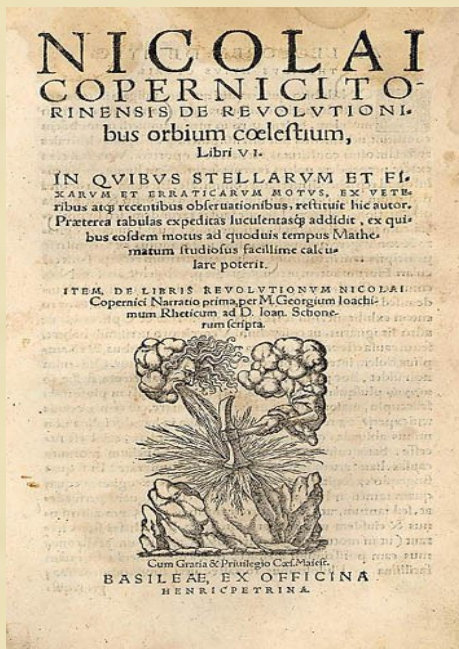 NICOLAI
COPERNICI TO-
RINENSIS DE REVOLVTIONI-
bus orbium cœlestium,
Libri VI.
IN QVIBVS STELLARVM ET FI-
XARVM ET ERRATICARVM MOTVS, EX VETE-
ribus atq; recentibus obseruationibus, restituit hic autor.
Præterea tabulas expeditas luculentasq; addidit, ex qui-
bus eosdem motus ad quoduis tempus Mathe-
matum studiosus facillime calcu-
lare poterit.
ITEM, DE LIBRIS REVOLVTIONVM NICOLAI
Copernici Narratio prima, per M. Georgium Ioachi-
mum Rheticum ad D. Ioan. Schone-
rum scripta.
Cum Gratia & Priuilegio Cæs. Maiest.
BASILEAE, EX OFFICINA
HENRICPETRINA.